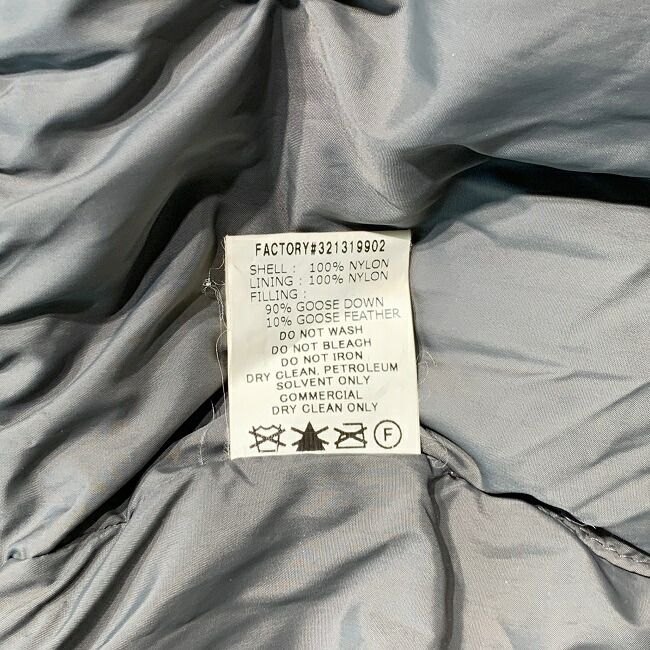 FACTORY#321319902
SHELL : 100% NYLON
LINING : 100% NYLON
FILLING :
90% GOOSE DOWN
10% GOOSE FEATHER
DO NOT WASH
DO NOT BLEACH
DO NOT IRON
DRY CLEAN, PETROLEUM
SOLVENT ONLY
COMMERCIAL
DRY CLEAN ONLY
F